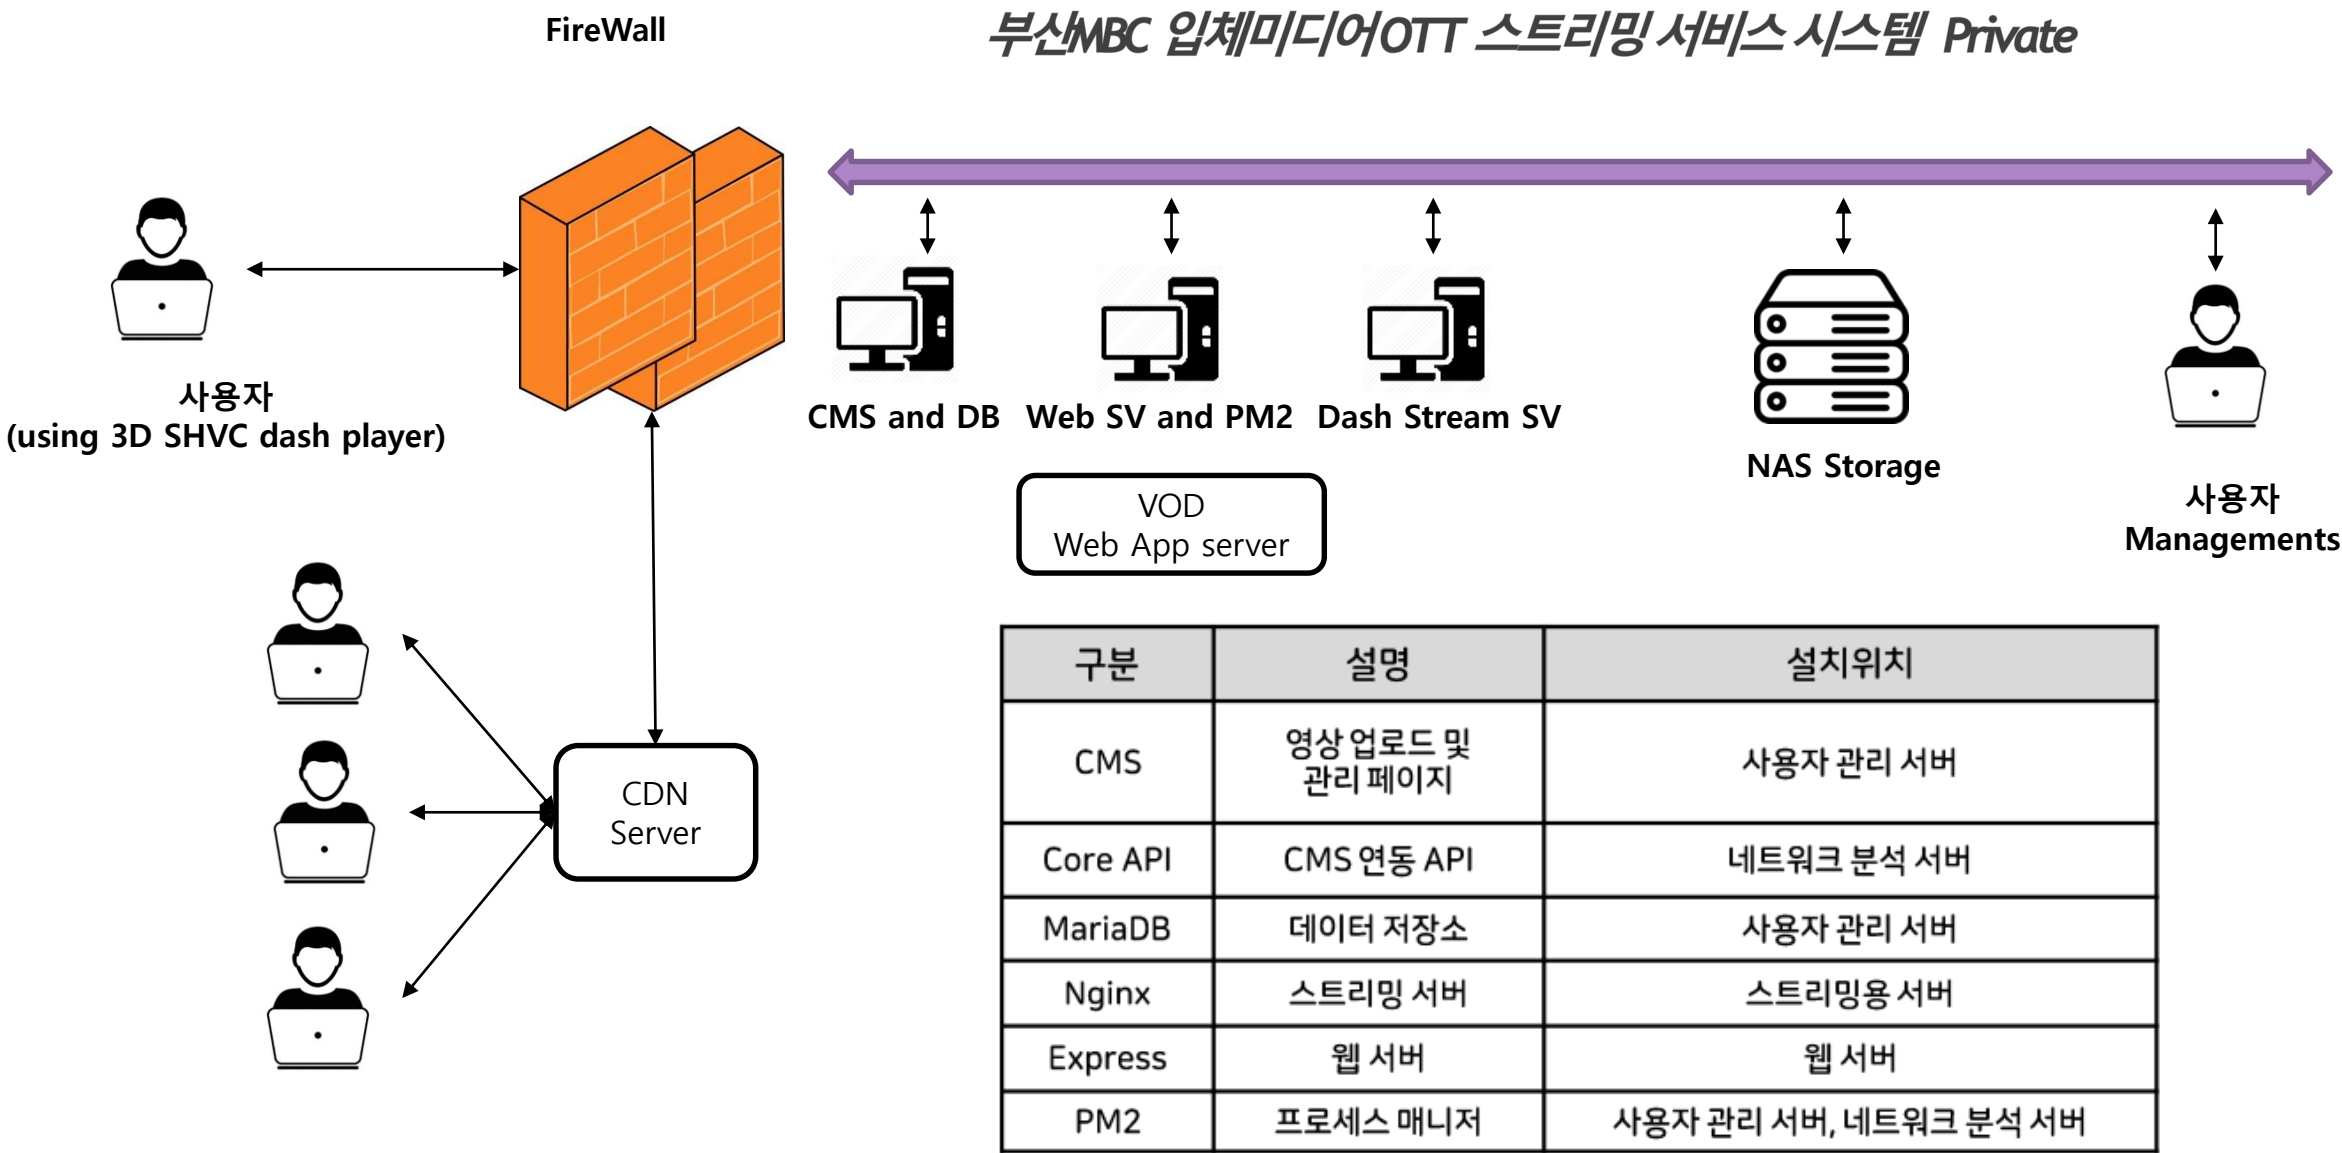 FireWall
부산MBC 입체미디어OTT 스트리밍 서비스 시스템 Private
사용자
(using 3D SHVC dash player)
CMS and DB
Web SV and PM2
Dash Stream SV
NAS Storage
사용자
Managements
VOD
Web App server
CDN
Server
구분 설명 설치위치
CMS 영상 업로드 및
관리 페이지 사용자 관리 서버
Core API CMS 연동 API 네트워크 분석 서버
MariaDB 데이터 저장소 사용자 관리 서버
Nginx 스트리밍 서버 스트리밍용 서버
Express 웹 서버 웹 서버
PM2 프로세스 매니저 사용자 관리 서버, 네트워크 분석 서버